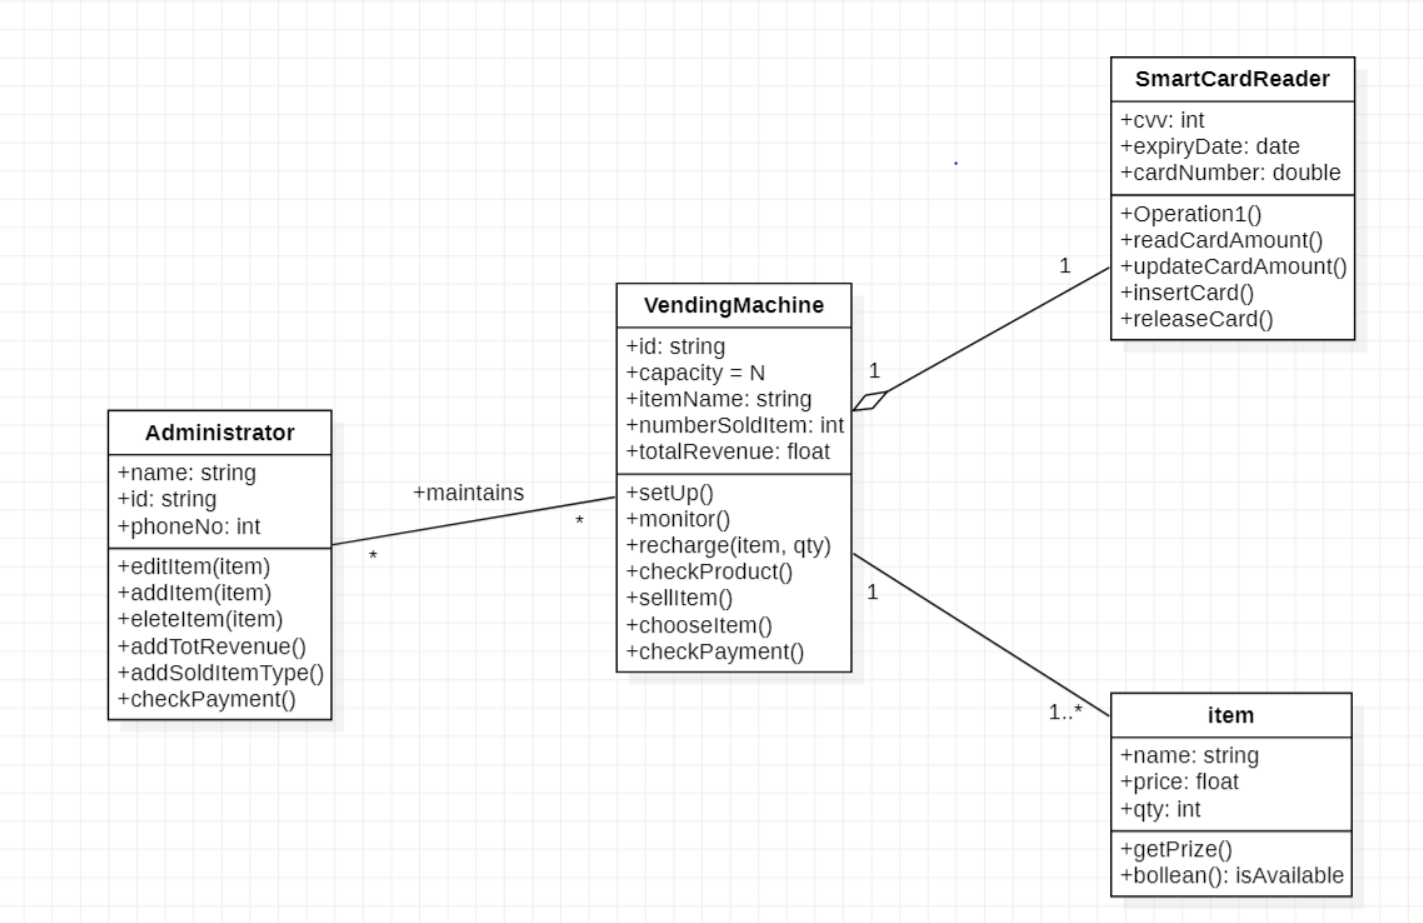 SmartCardReader
+cvv: int
+expiryDate: date
+cardNumber: double
+Operation1()
+readCardAmount()
+updateCardAmount()
+insertCard()
+releaseCard()
1
1
VendingMachine
+id: string
+capacity = N
+itemName: string
+numberSoldItem: int
+totalRevenue: float
+setUp()
+monitor()
+recharge(item, qty)
+checkProduct()
+sellItem()
+chooseItem()
+checkPayment()
Administrator
+name: string
+id: string
+phoneNo: int
+editItem(item)
+addItem(item)
+eleteItem(item)
+addTotRevenue()
+addSoldItemType()
+checkPayment()
+maintains
*
*
1
1..*
item
+name: string
+price: float
+qty: int
+getPrize()
+bollean(): isAvailable